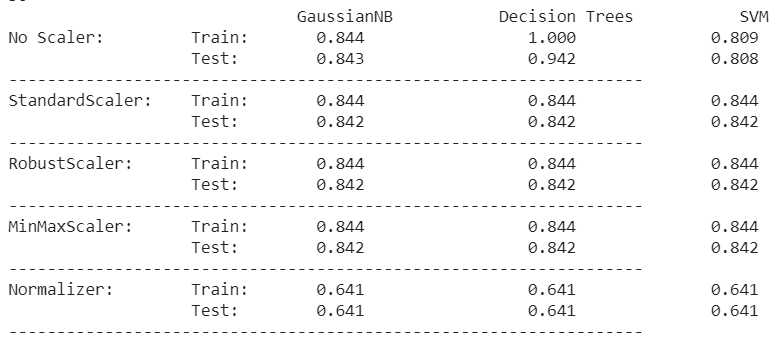 GaussianNB Decision Trees SVM
No Scaler: Train: 0.844 1.000 0.809
Test: 0.843 0.942 0.808
----------------------------------------------------------------
StandardScaler: Train: 0.844 0.844 0.844
Test: 0.842 0.842 0.842
----------------------------------------------------------------
RobustScaler: Train: 0.844 0.844 0.844
Test: 0.842 0.842 0.842
----------------------------------------------------------------
MinMaxScaler: Train: 0.844 0.844 0.844
Test: 0.842 0.842 0.842
----------------------------------------------------------------
Normalizer: Train: 0.641 0.641 0.641
Test: 0.641 0.641 0.641
----------------------------------------------------------------